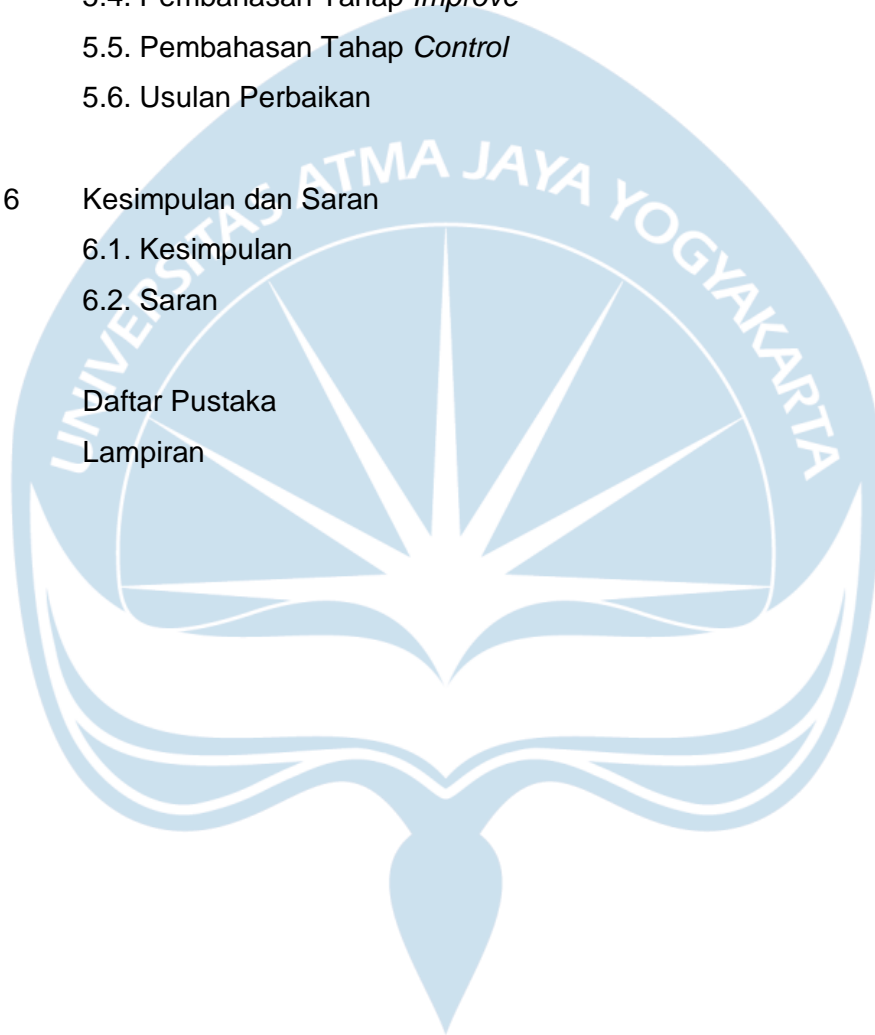 5.4. Pembahasan Tahap Improve
5.5. Pembahasan Tahap Control
5.6. Usulan Perbaikan
6 Kesimpulan dan Saran
6.1. Kesimpulan
6.2. Saran
Daftar Pustaka
Lampiran
UNIVERSITAS ATMA JAYA YOGYAKARTA